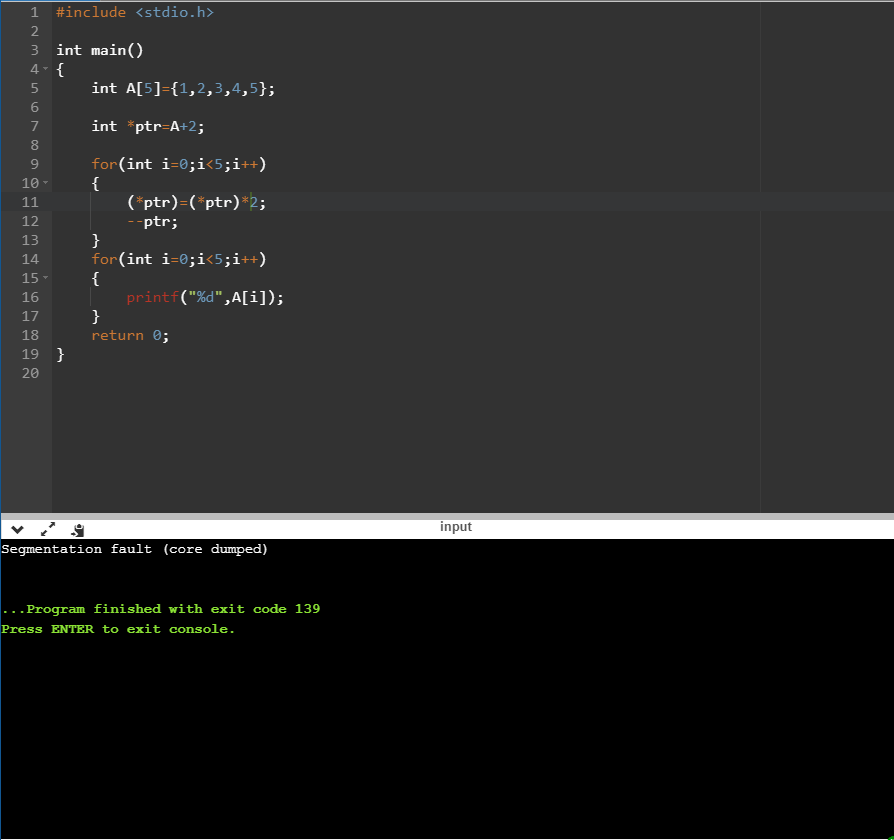 1 #include <stdio.h>
2
3 int main()
4 {
5 int A[5]={1,2,3,4,5};
6
7 int *ptr=A+2;
8
9 for(int i=0;i<5;i++)
10 {
11 (*ptr)=(*ptr)*2;
12 --ptr;
13 }
14 for(int i=0;i<5;i++)
15 {
16 printf("%d",A[i]);
17 }
18 return 0;
19 }
20
input
Segmentation fault (core dumped)
...Program finished with exit code 139
Press ENTER to exit console.